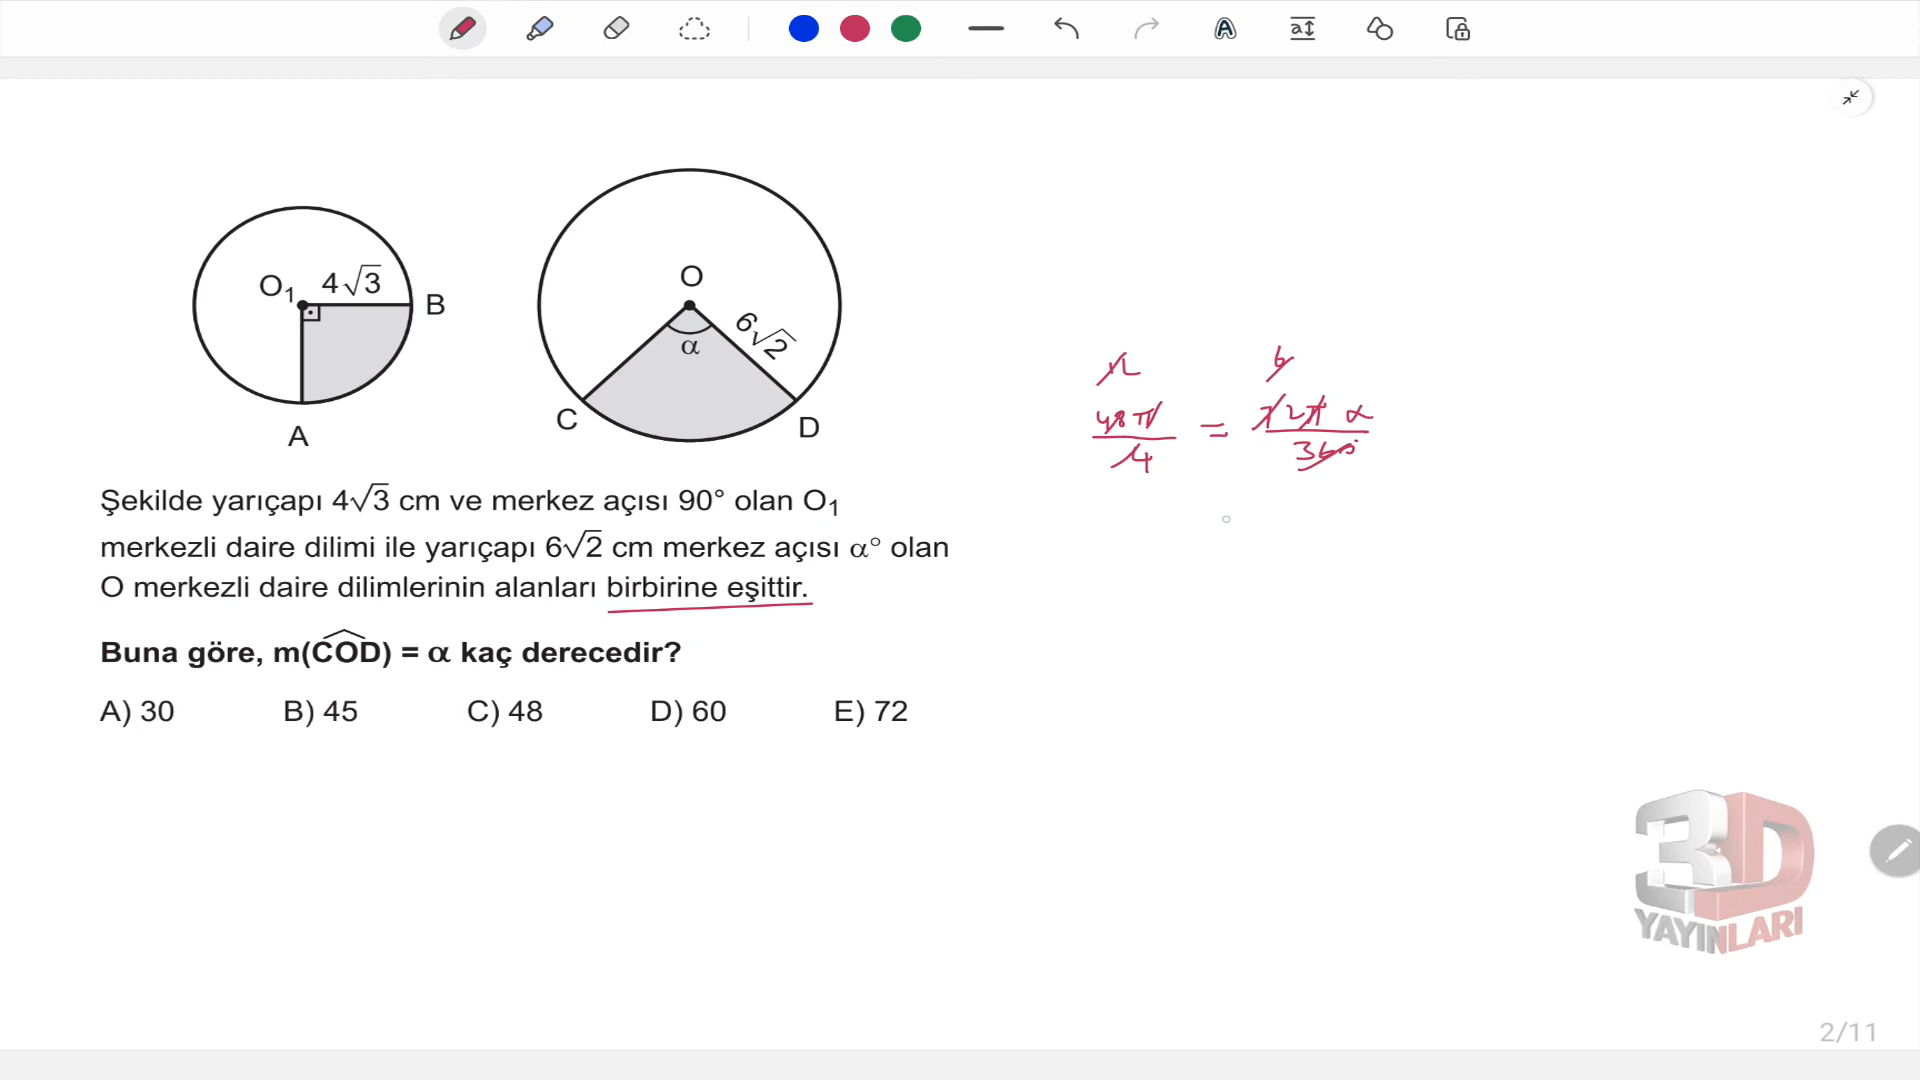 O₁ 4√3 B
A
O
α
6√2
C
D
12 6
48π/4 = 72π α/360
Şekilde yarıçapı 4√3 cm ve merkez açısı 90° olan O₁
merkezli daire dilimi ile yarıçapı 6√2 cm merkez açısı α° olan
O merkezli daire dilimlerinin alanları birbirine eşittir.
Buna göre, m(COD) = α kaç derecedir?
A) 30 B) 45 C) 48 D) 60 E) 72
3D
YAYINLARI
2/11